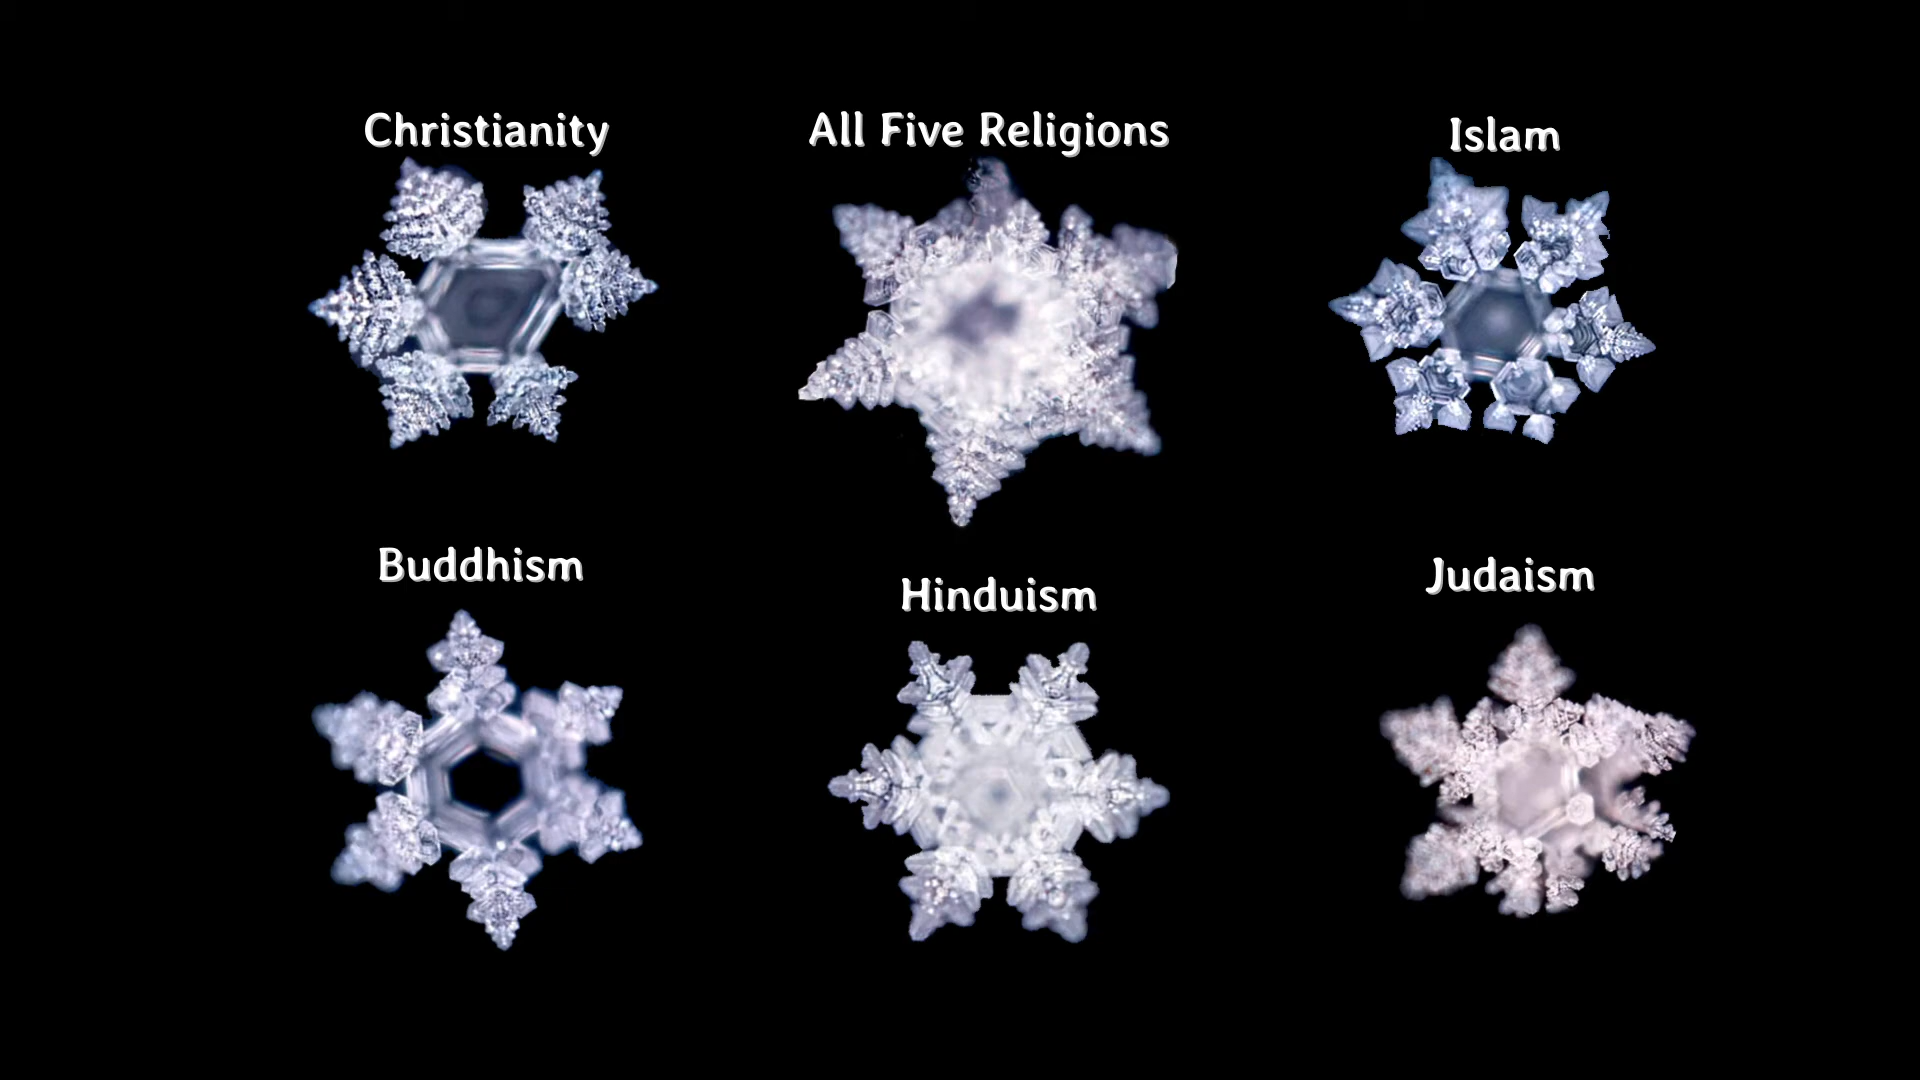 Christianity
All Five Religions
Islam
Buddhism
Hinduism
Judaism